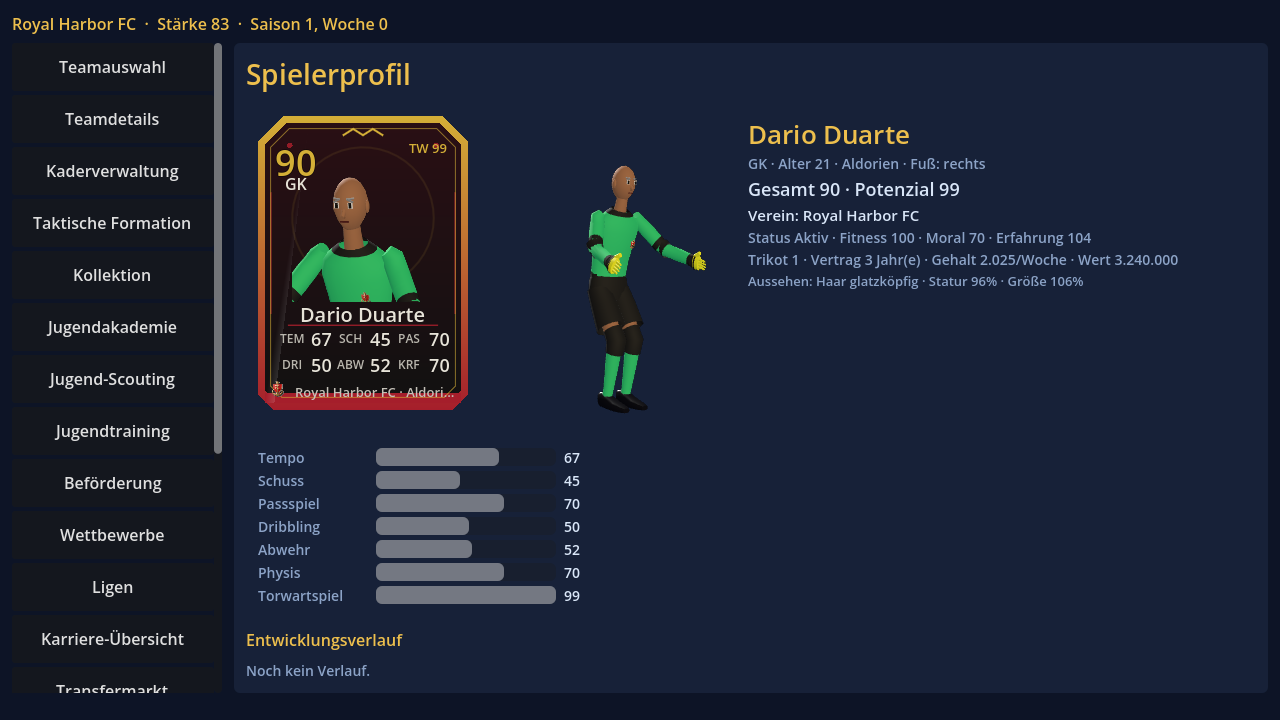 Royal Harbor FC · Stärke 83 · Saison 1, Woche 0
Teamauswahl
Teamdetails
Kaderverwaltung
Taktische Formation
Kollektion
Jugendakademie
Jugend-Scouting
Jugendtraining
Beförderung
Wettbewerbe
Ligen
Karriere-Übersicht
Transfermarkt
Spielerprofil
90
GK
TW 99
Dario Duarte
TEM 67 SCH 45 PAS 70
DRI 50 ABW 52 KRF 70
Royal Harbor FC · Aldori...
Dario Duarte
GK · Alter 21 · Aldorien · Fuß: rechts
Gesamt 90 · Potenzial 99
Verein: Royal Harbor FC
Status Aktiv · Fitness 100 · Moral 70 · Erfahrung 104
Trikot 1 · Vertrag 3 Jahr(e) · Gehalt 2.025/Woche · Wert 3.240.000
Aussehen: Haar glatzköpfig · Statur 96% · Größe 106%
Tempo 67
Schuss 45
Passspiel 70
Dribbling 50
Abwehr 52
Physis 70
Torwartspiel 99
Entwicklungsverlauf
Noch kein Verlauf.